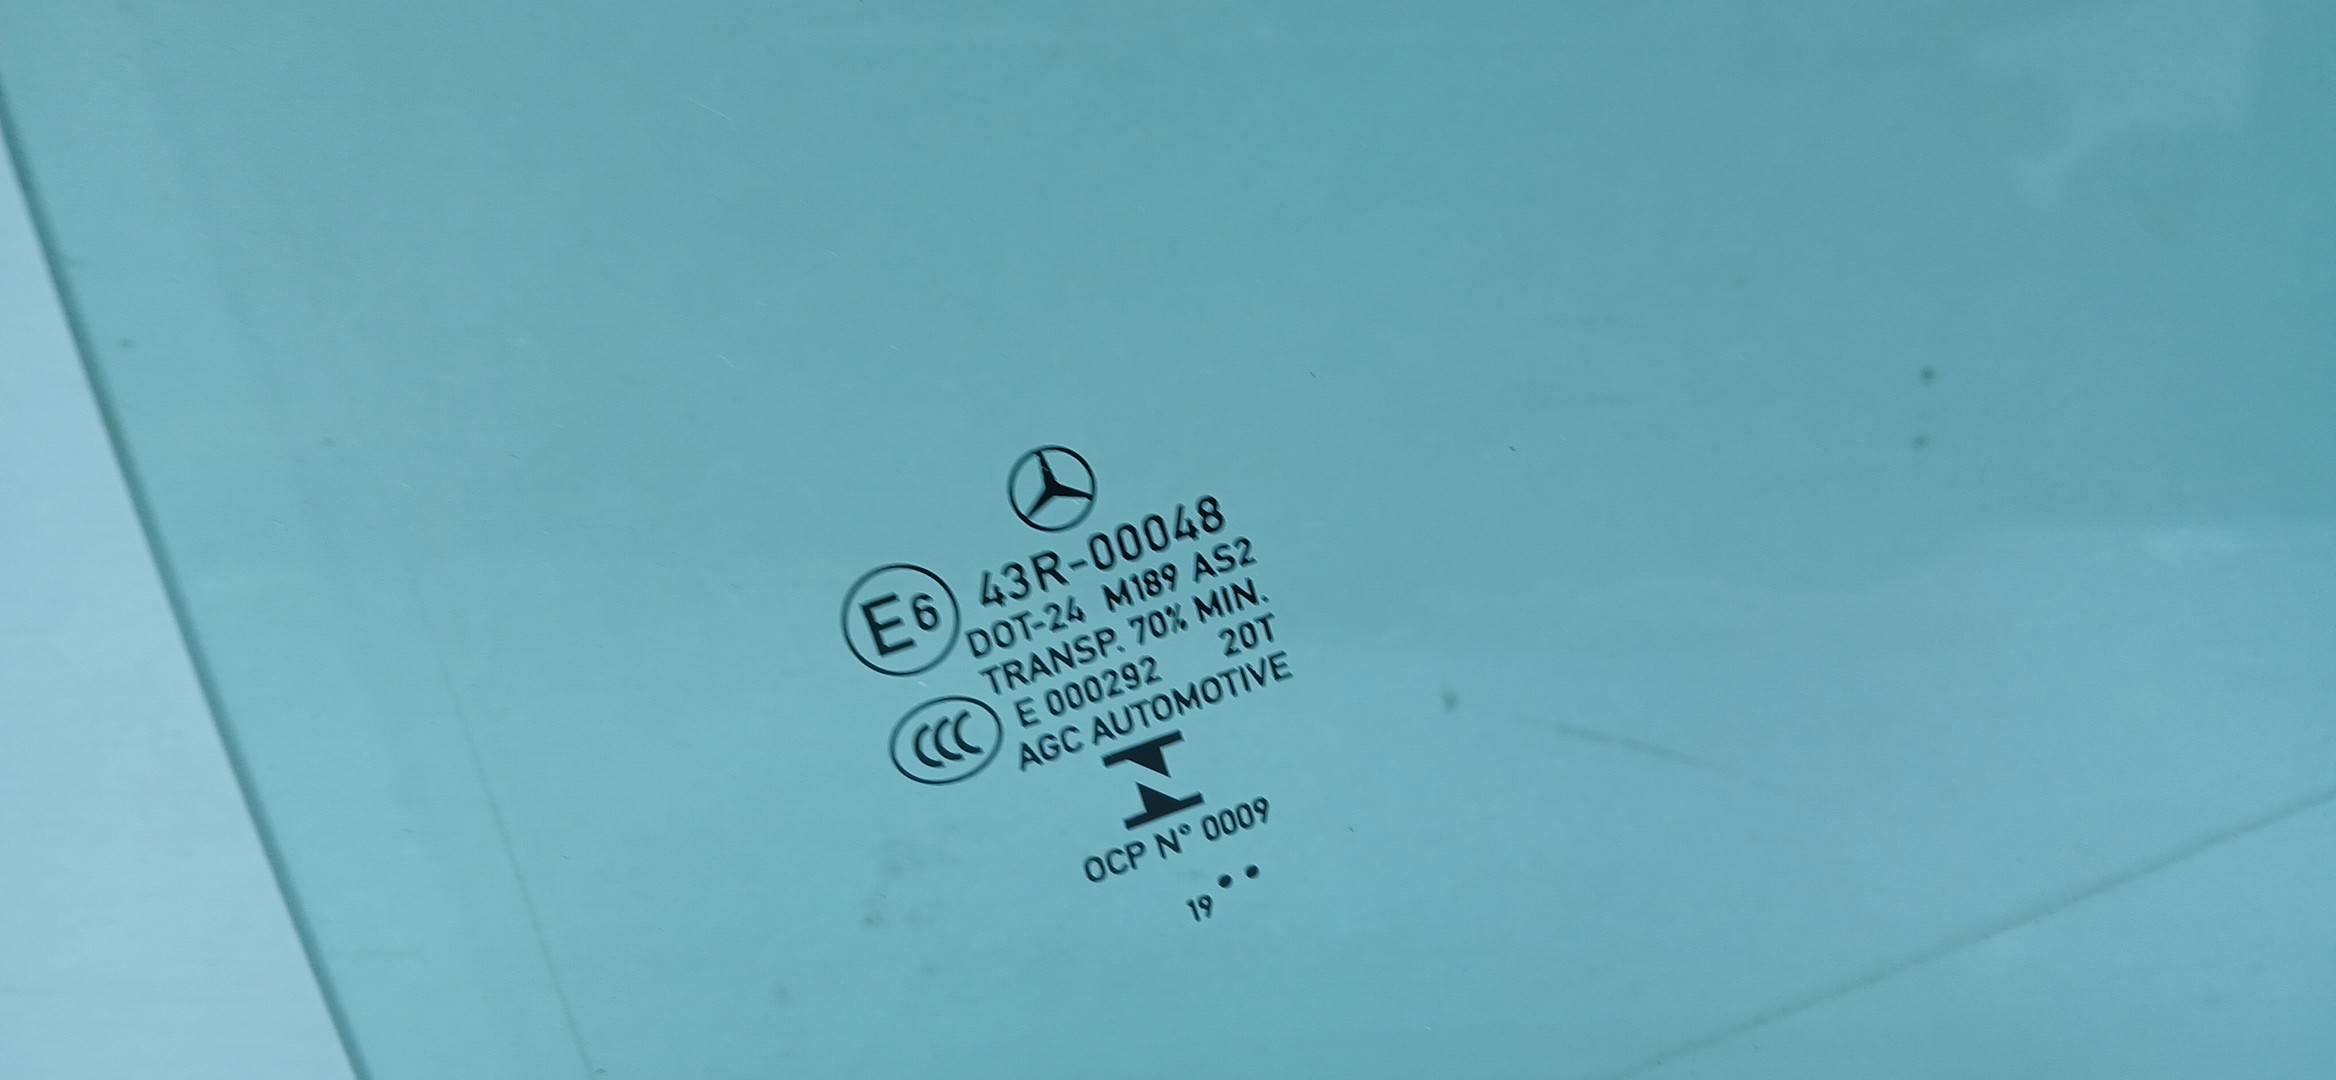 43R-00048
E6
DOT-24 M189 AS2
TRANSP. 70% MIN.
E 000292 20T
CCC
AGC AUTOMOTIVE
OCP N° 0009
19 ••